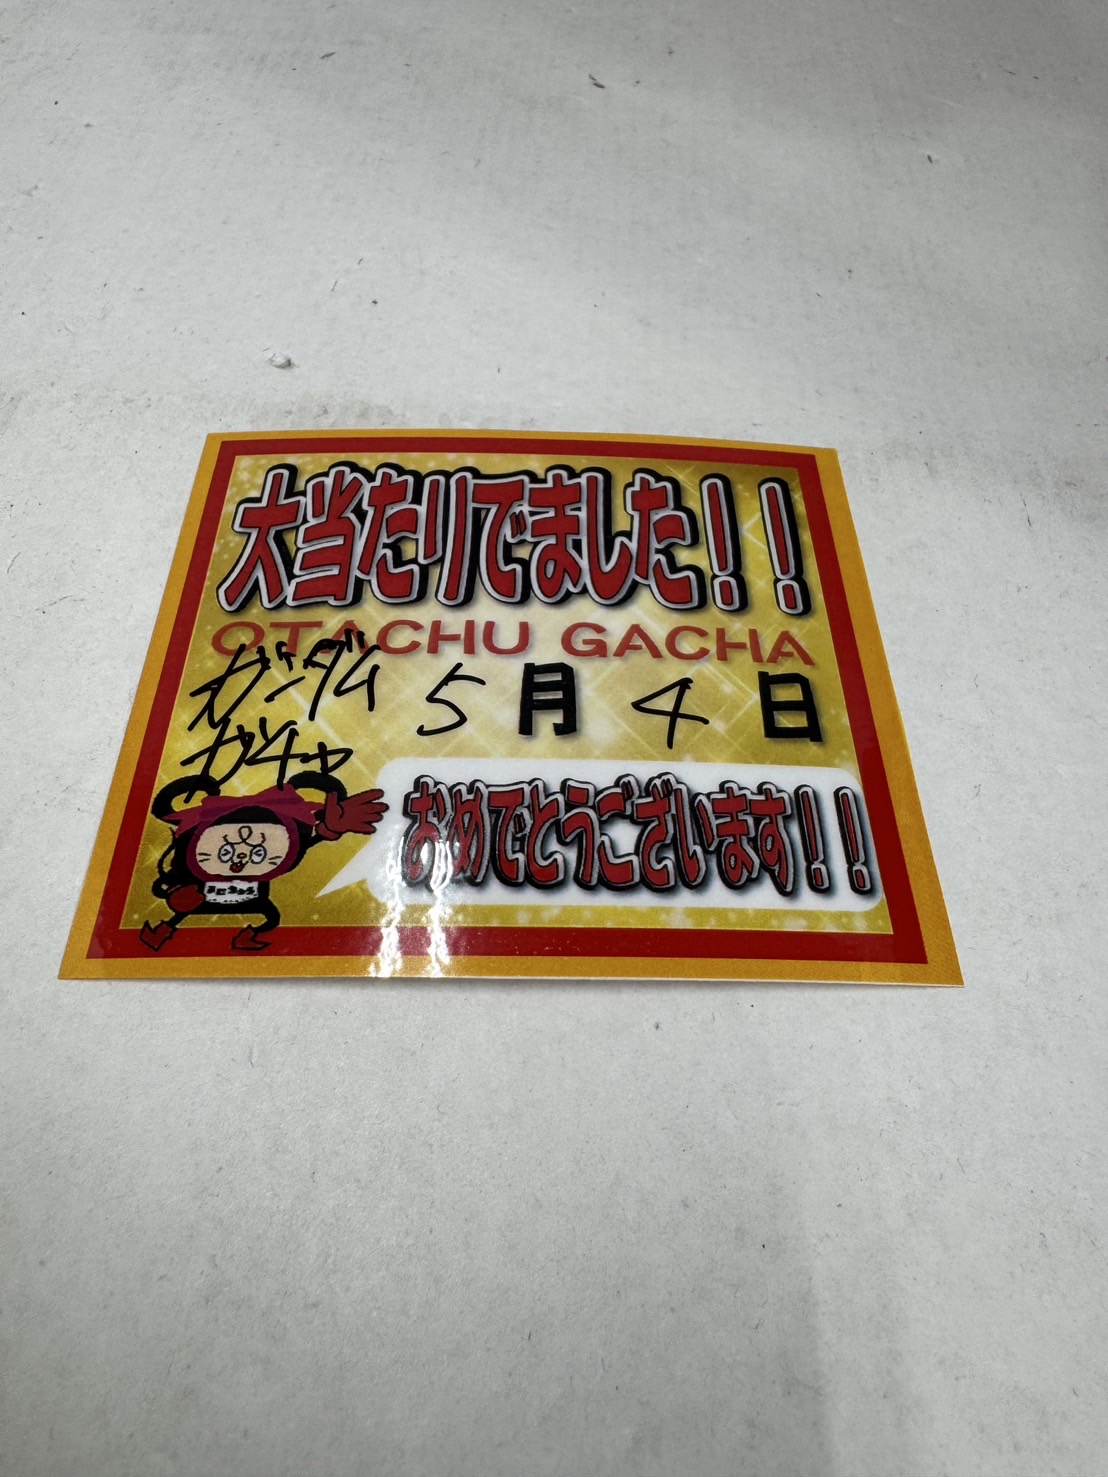 大当たりでました！！
OTACHU GACHA
ガンダム
ガチャ
5月4日
おめでとうございます！！